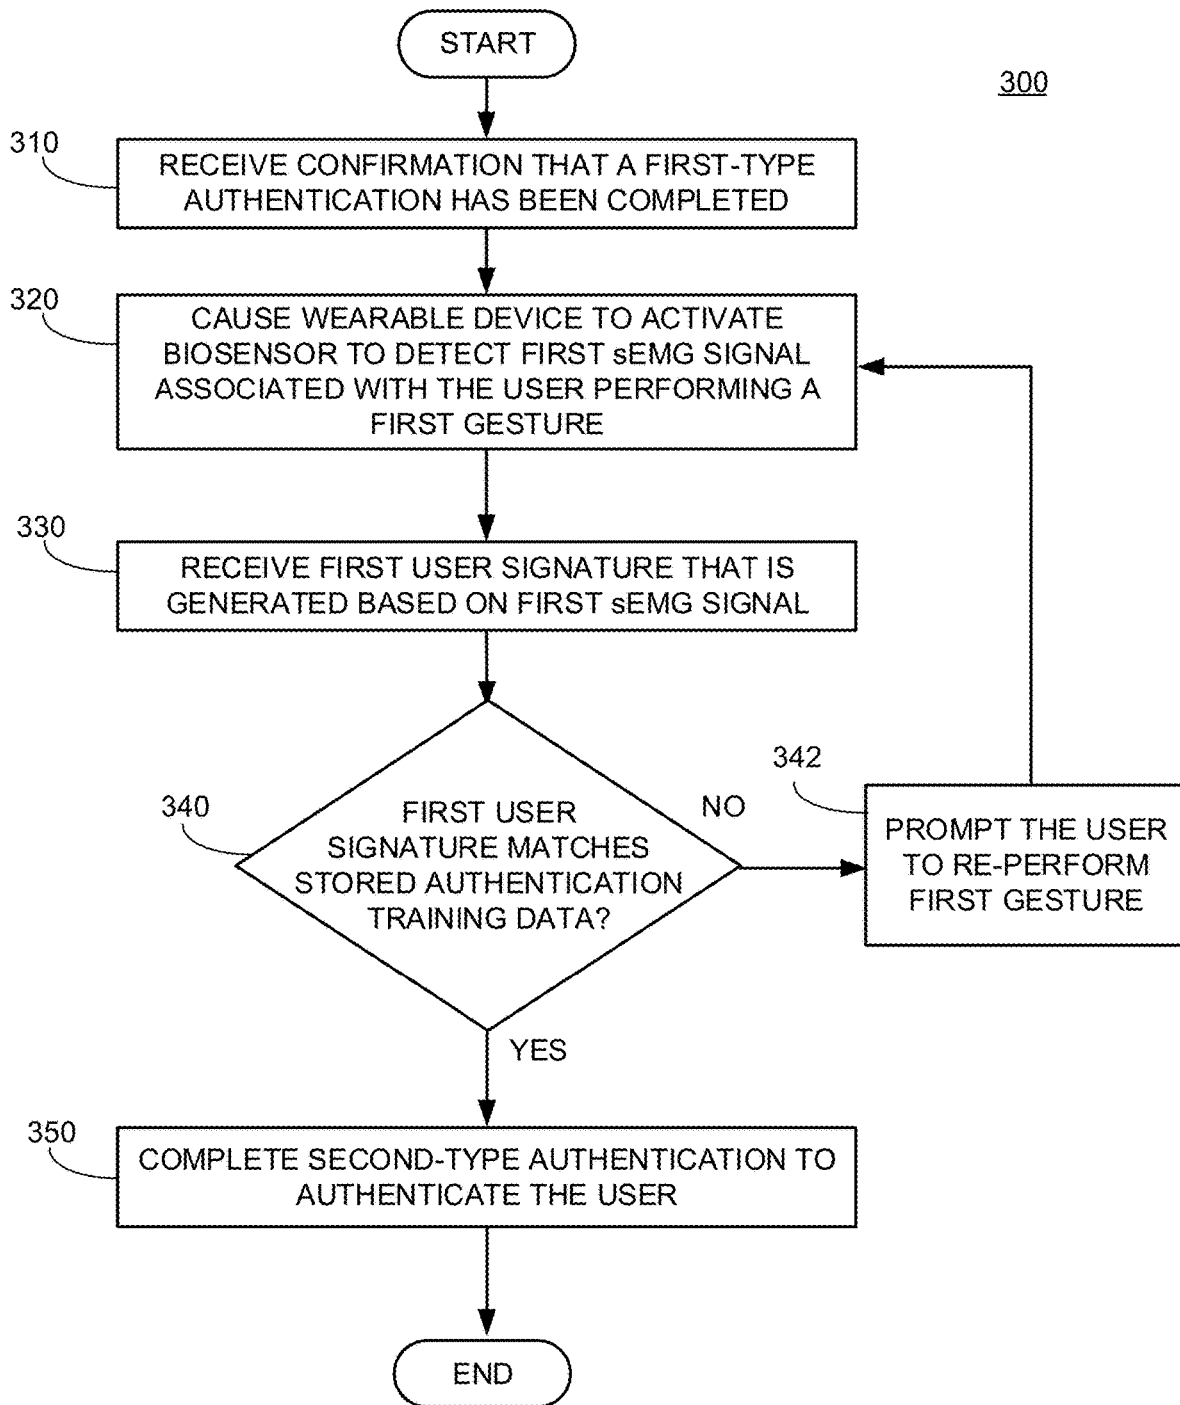 START
300
310
RECEIVE CONFIRMATION THAT A FIRST-TYPE
AUTHENTICATION HAS BEEN COMPLETED
320
CAUSE WEARABLE DEVICE TO ACTIVATE
BIOSENSOR TO DETECT FIRST sEMG SIGNAL
ASSOCIATED WITH THE USER PERFORMING A
FIRST GESTURE
330
RECEIVE FIRST USER SIGNATURE THAT IS
GENERATED BASED ON FIRST sEMG SIGNAL
340
FIRST USER
SIGNATURE MATCHES
STORED AUTHENTICATION
TRAINING DATA?
NO
342
PROMPT THE USER
TO RE-PERFORM
FIRST GESTURE
YES
350
COMPLETE SECOND-TYPE AUTHENTICATION TO
AUTHENTICATE THE USER
END